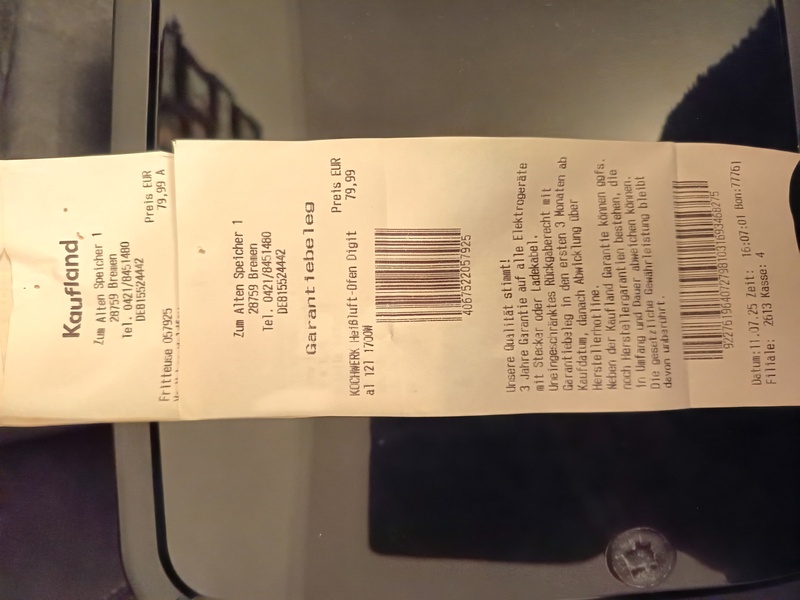 Kaufland
Zum Alten Speicher 1
28759 Bremen
Tel. 0421/8451480
DE815524442
Preis EUR
Fritteuse 057925 79,99 A
Zum Alten Speicher 1
28759 Bremen
Tel. 0421/8451480
DE815524442
Garantiebeleg
Preis EUR
KOCHWERK Heißluft-Ofen Digit 79,99
al 12l 1700W
4067522057925
Unsere Qualität stimmt!
3 Jahre Garantie auf alle Elektrogeräte
mit Stecker oder Ladekabel.
Uneingeschränktes Rückgaberecht mit
Garantiebeleg in den ersten 3 Monaten ab
Kaufdatum, danach Abwicklung über
Herstellerhotline.
Neben der Kaufland Garantie können ggfs.
noch Herstellergarantien bestehen, die
in Umfang und Dauer abweichen können.
Die gesetzliche Gewährleistung bleibt
davon unberührt.
Datum:11.07.25 Zeit: 16:07:01 Bon:77761
Filiale: 2613 Kasse: 4